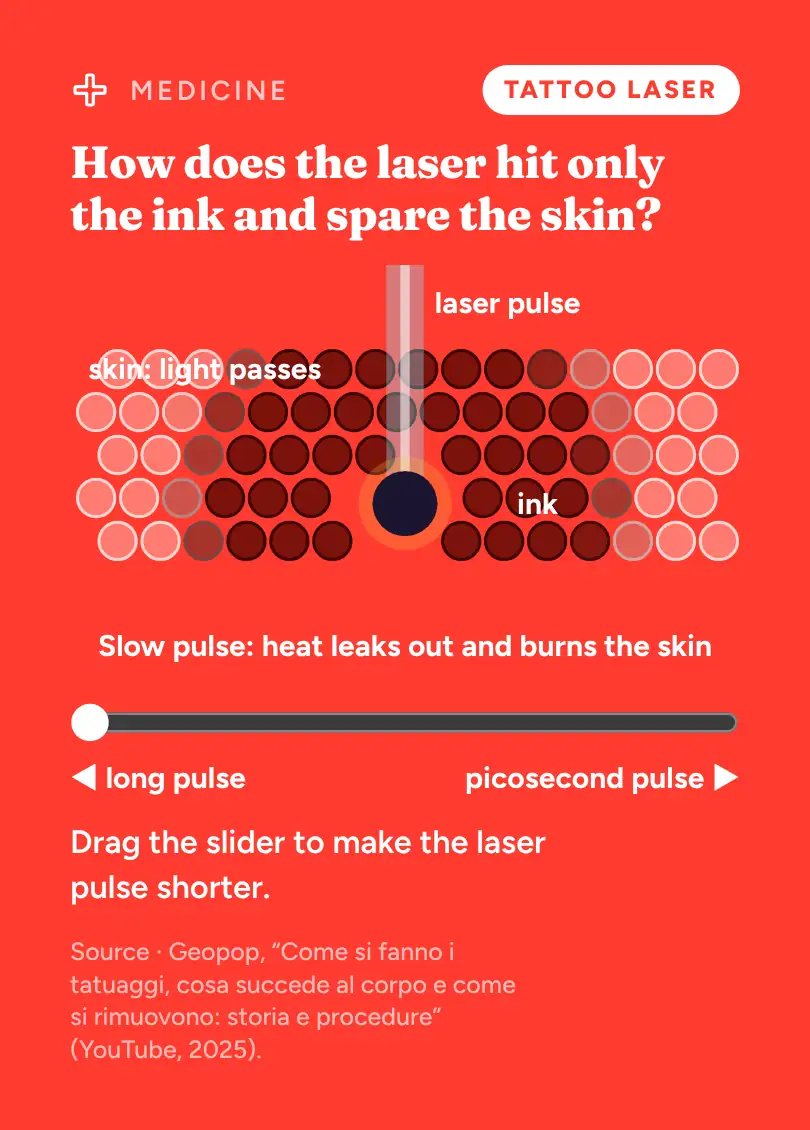 MEDICINE
TATTOO LASER
How does the laser hit only
the ink and spare the skin?
laser pulse
skin: light passes
ink
Slow pulse: heat leaks out and burns the skin
◀ long pulse
picosecond pulse ▶
Drag the slider to make the laser
pulse shorter.
Source · Geopop, “Come si fanno i
tatuaggi, cosa succede al corpo e come
si rimuovono: storia e procedure”
(YouTube, 2025).